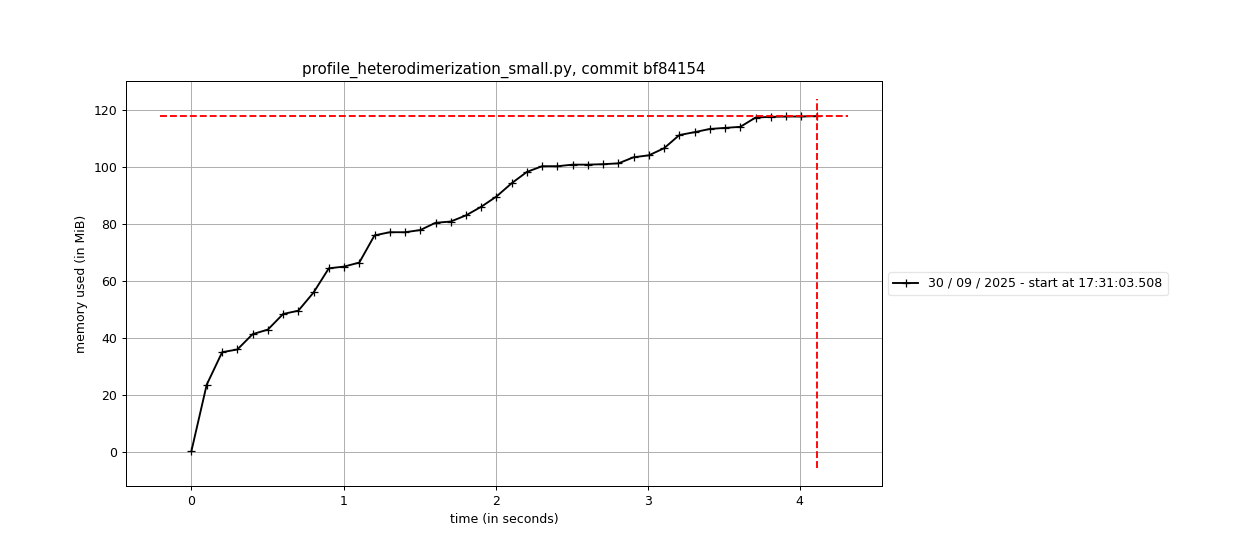 profile_heterodimerization_small.py, commit bf84154
120
100
80
60
40
20
0
memory used (in MiB)
0 1 2 3 4
time (in seconds)
30 / 09 / 2025 - start at 17:31:03.508